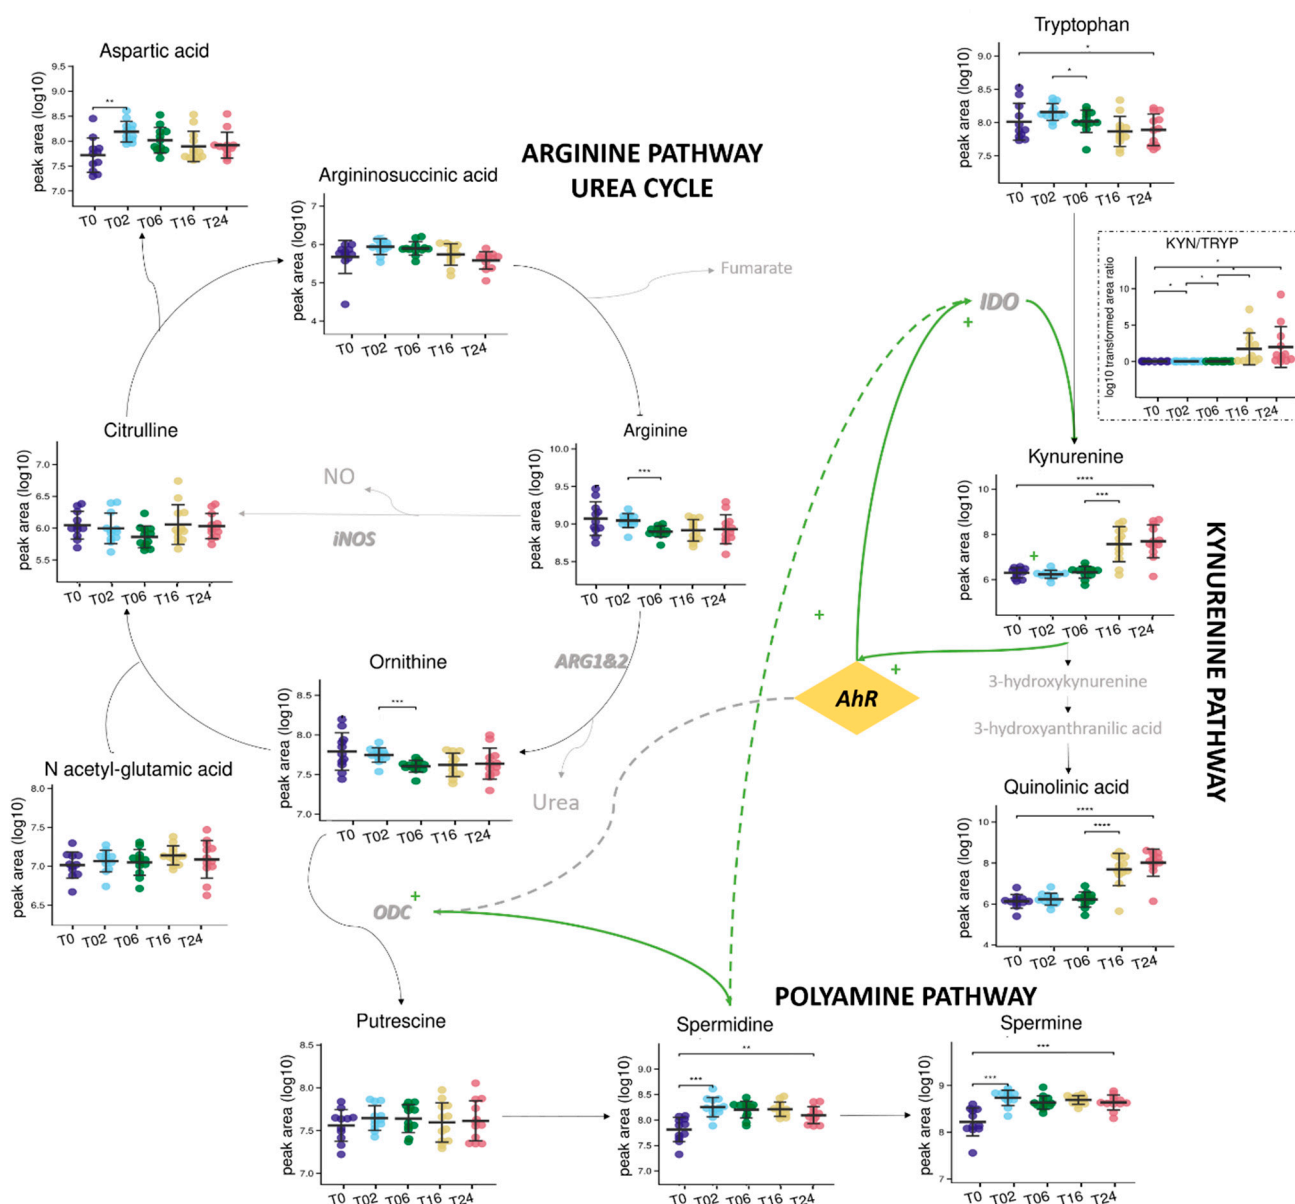 Aspartic acid
peak area (log10)
9.5
9.0
8.5
8.0
7.5
7.0
**
T0 T02 T06 T16 T24
Tryptophan
peak area (log10)
9.0
8.5
8.0
7.5
*
*
T0 T02 T06 T16 T24
ARGININE PATHWAY
UREA CYCLE
Argininosuccinic acid
peak area (log10)
7
6
5
4
T0 T02 T06 T16 T24
Fumarate
KYN/TRYP
log10 transformed area ratio
10
5
0
*
*
*
*
T0 T02 T06 T16 T24
IDO
+
Citrulline
peak area (log10)
7.0
6.5
6.0
5.5
T0 T02 T06 T16 T24
NO
iNOS
Arginine
peak area (log10)
10.0
9.5
9.0
8.5
***
T0 T02 T06 T16 T24
Kynurenine
peak area (log10)
10
8
6
****
***
+
T0 T02 T06 T16 T24
KYNURENINE PATHWAY
+
ARG1&2
Ornithine
peak area (log10)
8.5
8.0
7.5
7.0
***
T0 T02 T06 T16 T24
Urea
AhR
+
3-hydroxykynurenine
3-hydroxyanthranilic acid
N acetyl-glutamic acid
peak area (log10)
8.0
7.5
7.0
6.5
T0 T02 T06 T16 T24
Quinolinic acid
peak area (log10)
10
8
6
4
****
****
T0 T02 T06 T16 T24
ODC
+
POLYAMINE PATHWAY
Putrescine
peak area (log10)
8.5
8.0
7.5
7.0
T0 T02 T06 T16 T24
Spermidine
peak area (log10)
9.5
9.0
8.5
8.0
7.5
7.0
**
***
T0 T02 T06 T16 T24
Spermine
peak area (log10)
9
8
7
***
***
T0 T02 T06 T16 T24